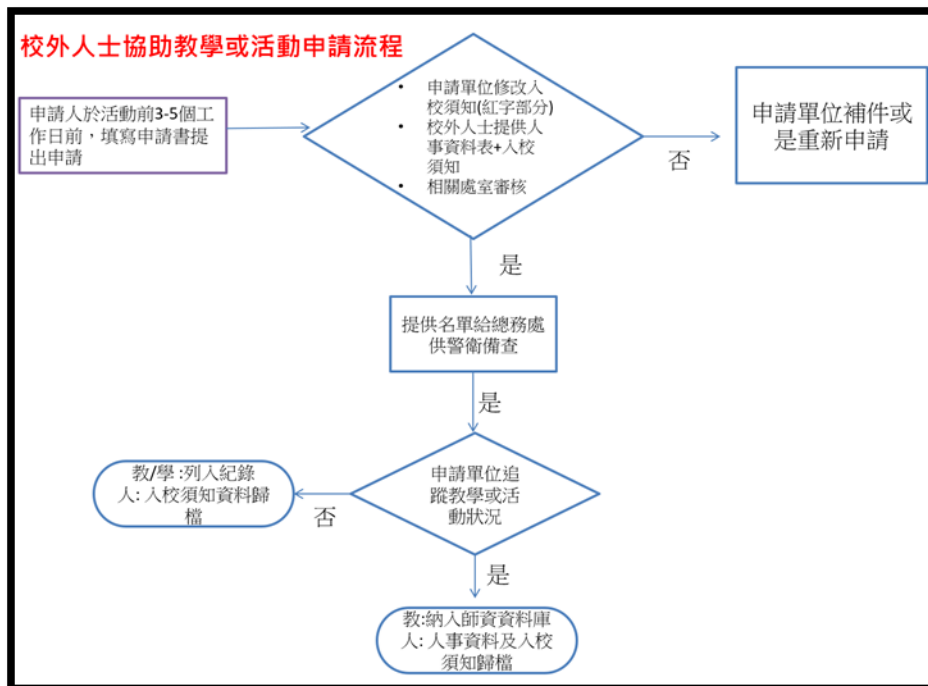 校外人士協助教學或活動申請流程
申請人於活動前3-5個工
作日前，填寫申請書提
出申請
• 申請單位修改入
校須知(紅字部分)
• 校外人士提供人
事資料表+入校
須知
• 相關處室審核
否
申請單位補件或
是重新申請
是
提供名單給總務處
供警衛備查
是
申請單位追
蹤教學或活
動狀況
否
教/學:列入紀錄
人: 入校須知資料歸
檔
是
教:納入師資資料庫
人: 人事資料及入校
須知歸檔